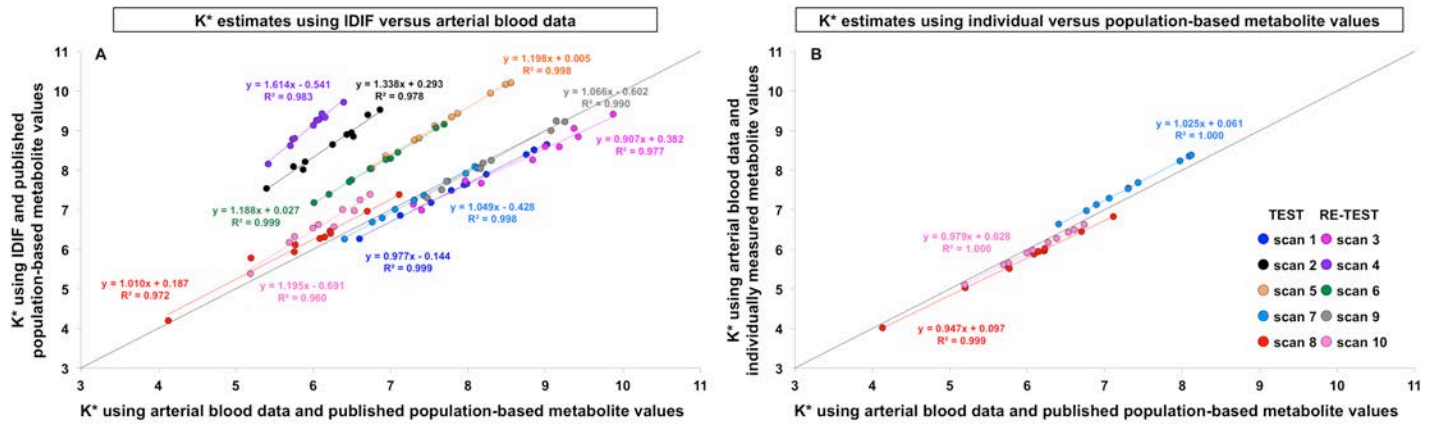 K* estimates using IDIF versus arterial blood data
A
K* using IDIF and published
population-based metabolite values
11
10
9
8
7
6
5
4
3
y = 1.614x - 0.541
R² = 0.983
y = 1.338x + 0.293
R² = 0.978
y = 1.198x + 0.005
R² = 0.998
y = 1.066x - 0.602
R² = 0.990
y = 0.907x + 0.382
R² = 0.977
y = 1.188x + 0.027
R² = 0.999
y = 1.049x - 0.428
R² = 0.998
y = 0.977x - 0.144
R² = 0.999
y = 1.010x + 0.187
R² = 0.972
y = 1.195x - 0.691
R² = 0.960
3 4 5 6 7 8 9 10 11
K* using arterial blood data and published population-based metabolite values
K* estimates using individual versus population-based metabolite values
B
K* using arterial blood data and
individually measured metabolite values
11
10
9
8
7
6
5
4
3
y = 1.025x + 0.061
R² = 1.000
y = 0.979x + 0.028
R² = 1.000
y = 0.947x + 0.097
R² = 0.999
TEST RE-TEST
scan 1 scan 3
scan 2 scan 4
scan 5 scan 6
scan 7 scan 9
scan 8 scan 10
3 4 5 6 7 8 9 10 11
K* using arterial blood data and published population-based metabolite values